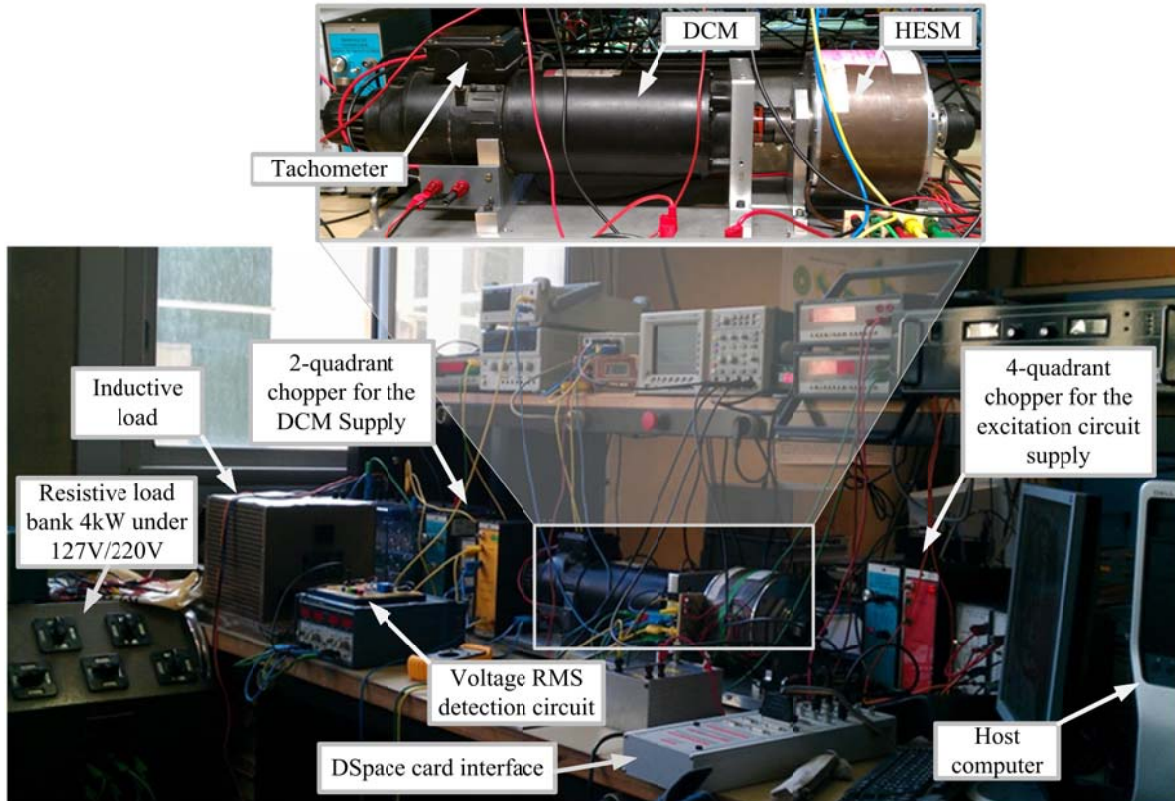 DCM
HESM
Tachometer
2-quadrant
chopper for the
DCM Supply
4-quadrant
chopper for the
excitation circuit
supply
Inductive
load
Resistive load
bank 4kW under
127V/220V
Voltage RMS
detection circuit
DSpace card interface
Host
computer